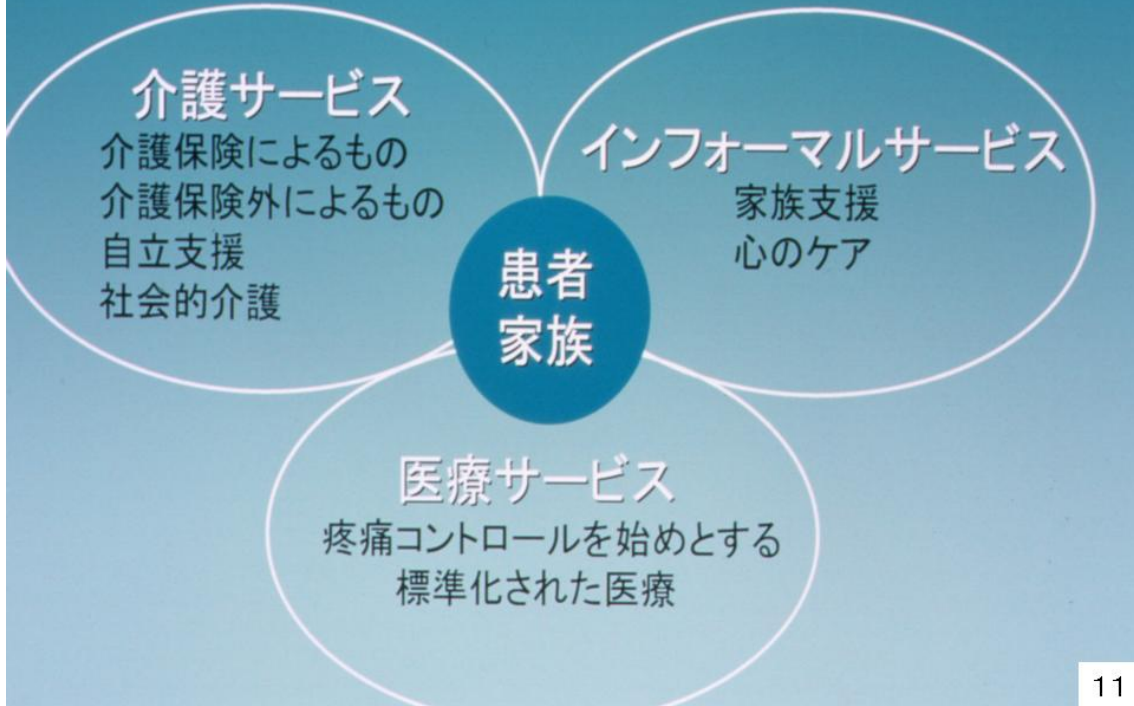 介護サービス
介護保険によるもの
介護保険外によるもの
自立支援
社会的介護
インフォーマルサービス
家族支援
心のケア
患者
家族
医療サービス
疼痛コントロールを始めとする
標準化された医療
11